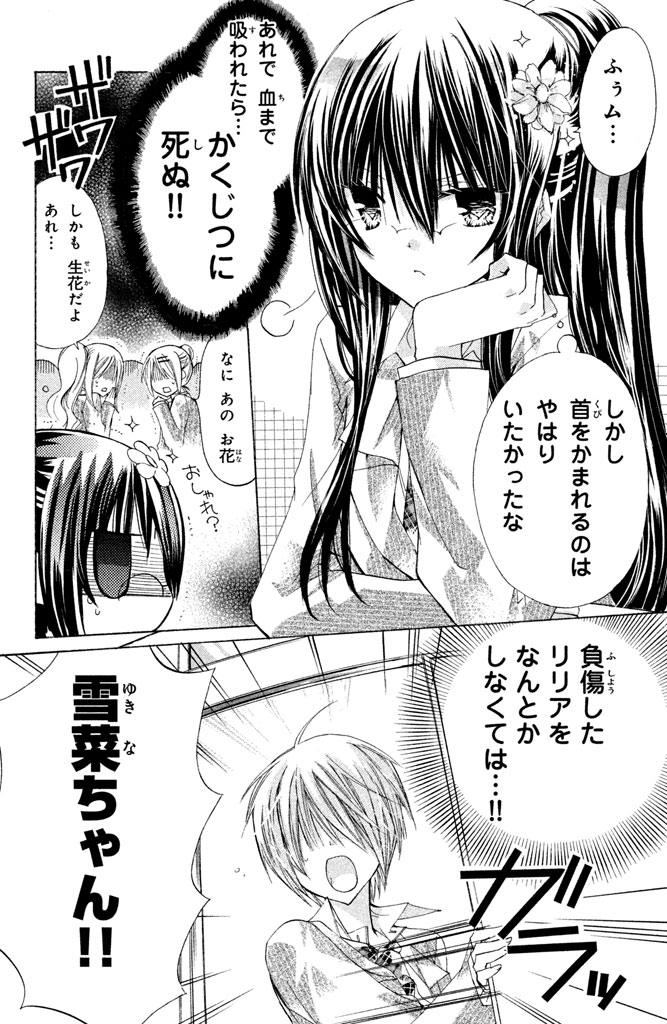 ふぅム…
しかし
首をかまれるのは
やはり
いたかったな
あれで 血まで
吸われたら…
かくじつに
死ぬ!!
なに あの お花
しかも 生花だよ
あれ…
ザワ
ザワ
おしゃれ?
負傷した
リリアを
なんとか
しなくては…!!
ガラッ
雪菜ちゃん!!